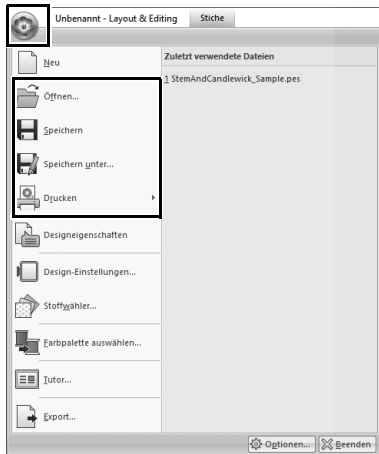 Unbenannt - Layout & Editing Stiche
Neu
Zuletzt verwendete Dateien
1 StemAndCandlewick_Sample.pes
Öffnen...
Speichern
Speichern unter...
Drucken
Designeigenschaften
Design-Einstellungen...
Stoffwähler...
Farbpalette auswählen...
Tutor...
Export...
Optionen... Beenden